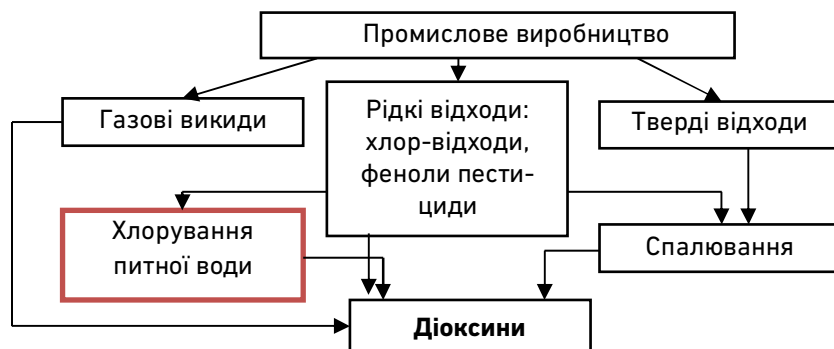 Промислове виробництво
Газові викиди
Рідкі відходи:
хлор-відходи,
феноли пести-
циди
Тверді відходи
Хлорування
питної води
Спалювання
Діоксини